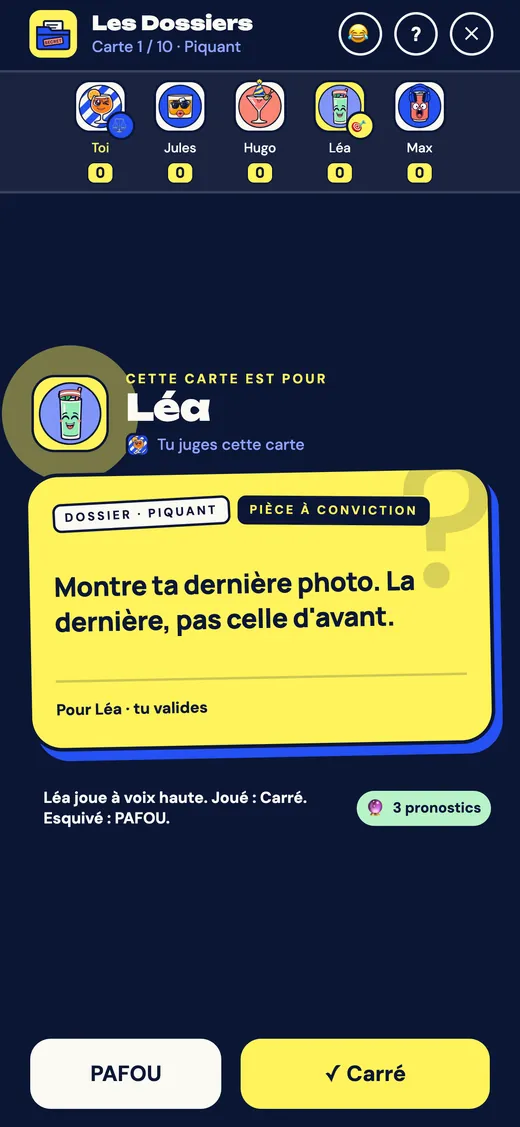 SECRET
Les Dossiers
Carte 1 / 10 · Piquant
?
Toi
Jules
Hugo
Léa
Max
0
0
0
0
0
CETTE CARTE EST POUR
Léa
Tu juges cette carte
?
DOSSIER · PIQUANT
PIÈCE À CONVICTION
Montre ta dernière photo. La
dernière, pas celle d'avant.
Pour Léa · tu valides
Léa joue à voix haute. Joué : Carré.
Esquivé : PAFOU.
3 pronostics
PAFOU
✓ Carré